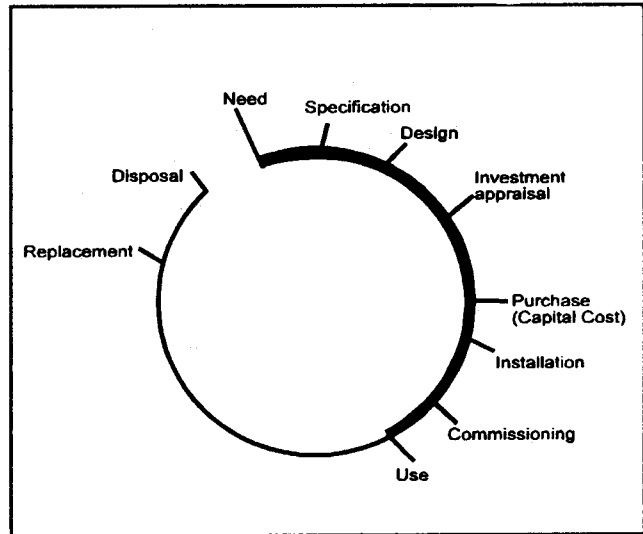 Need
Specification
Design
Investment
appraisal
Purchase
(Capital Cost)
Installation
Commissioning
Use
Replacement
Disposal